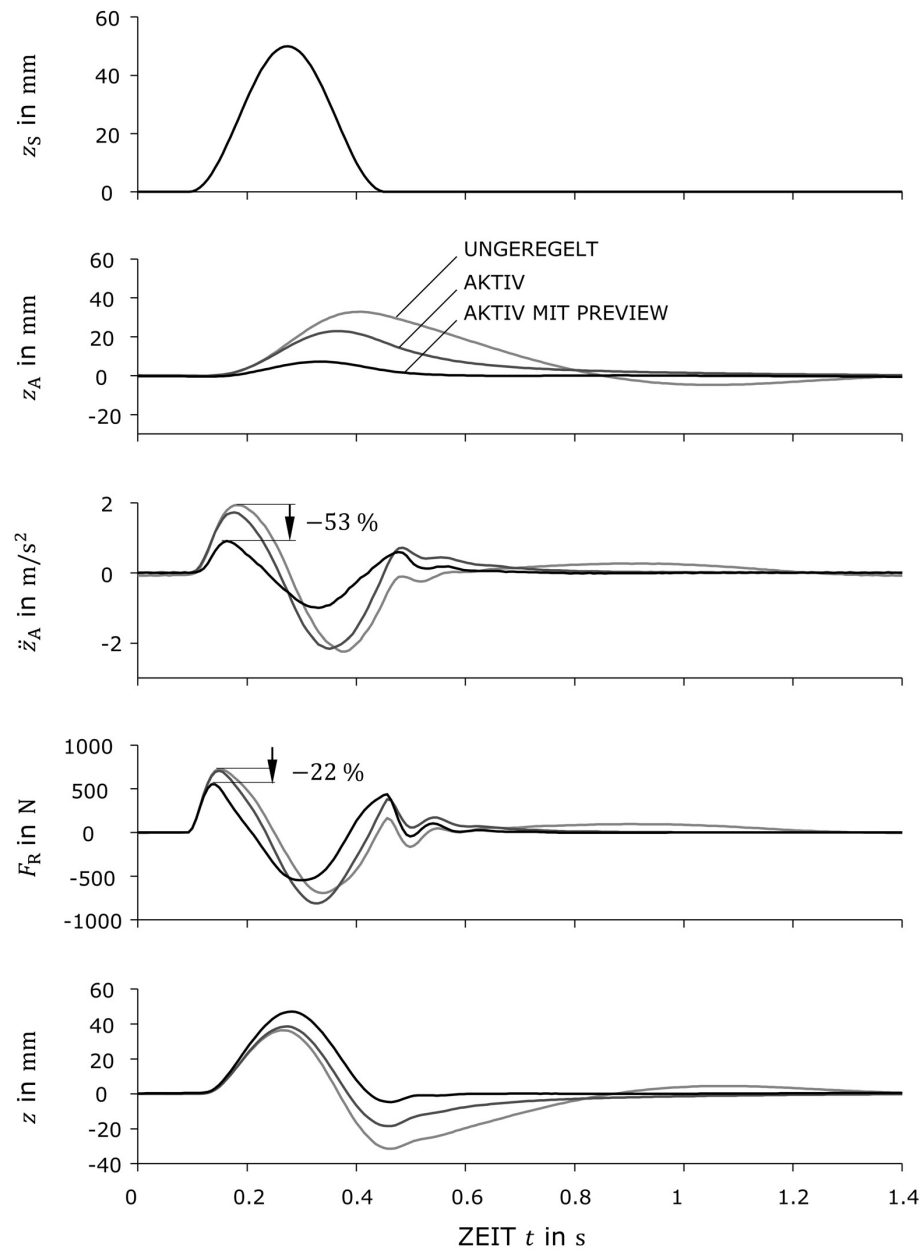 60
40
20
0
z_S in mm
60
40
20
0
-20
z_A in mm
UNGEREGELT
AKTIV
AKTIV MIT PREVIEW
2
0
-2
z̈_A in m/s²
−53 %
1000
500
0
-500
-1000
F_R in N
−22 %
60
40
20
0
-20
-40
z in mm
0 0.2 0.4 0.6 0.8 1 1.2 1.4
ZEIT t in s